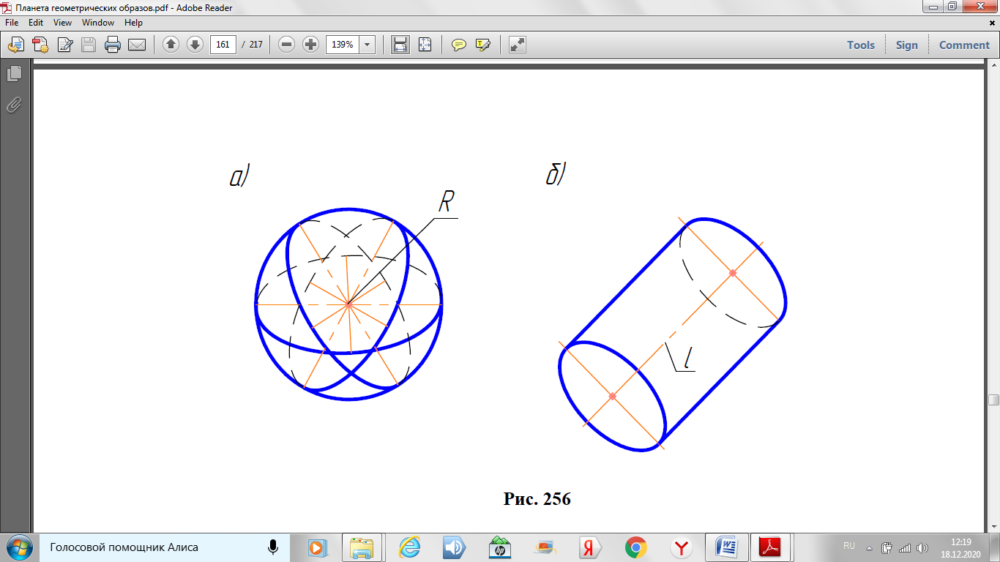 Планета геометрических образов.pdf - Adobe Reader
File Edit View Window Help
161 / 217 139% Tools Sign Comment
а) б)
R
l
Рис. 256
Голосовой помощник Алиса
RU 12:19
18.12.2020